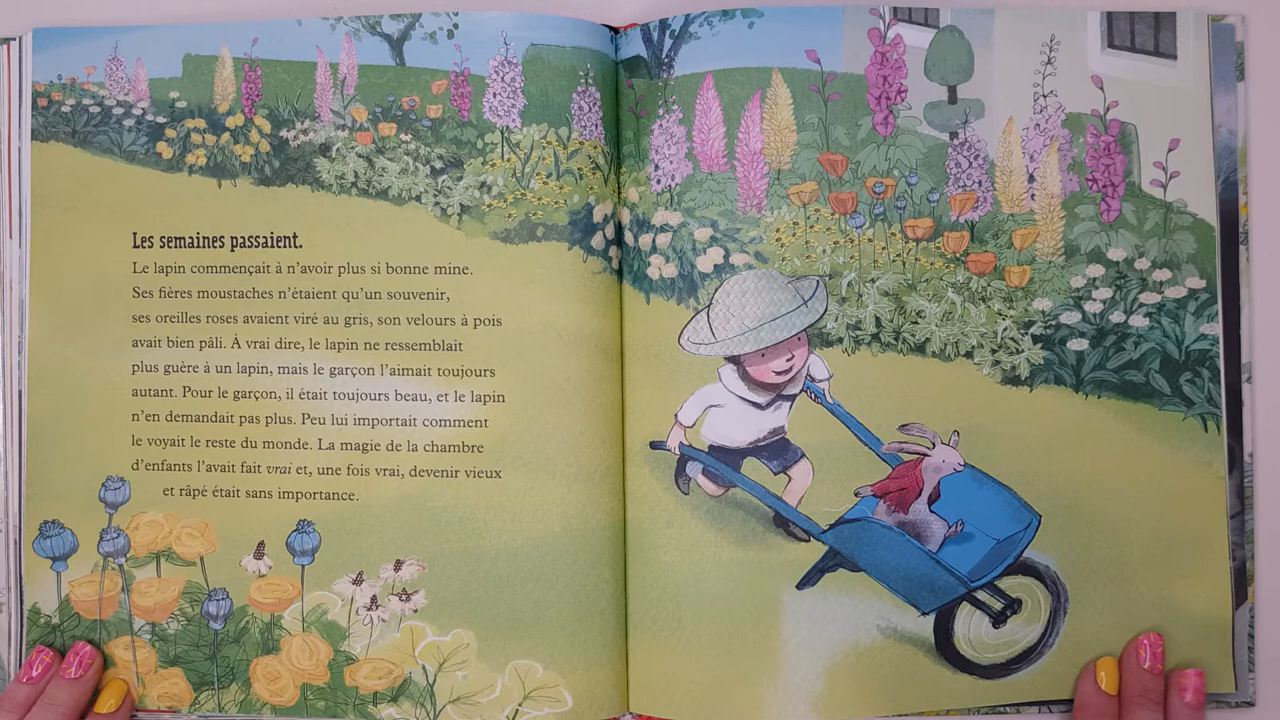 Les semaines passaient.
Le lapin commençait à n'avoir plus si bonne mine.
Ses fières moustaches n'étaient qu'un souvenir,
ses oreilles roses avaient viré au gris, son velours à pois
avait bien pâli. À vrai dire, le lapin ne ressemblait
plus guère à un lapin, mais le garçon l'aimait toujours
autant. Pour le garçon, il était toujours beau, et le lapin
n'en demandait pas plus. Peu lui importait comment
le voyait le reste du monde. La magie de la chambre
d'enfants l'avait fait vrai et, une fois vrai, devenir vieux
et râpé était sans importance.